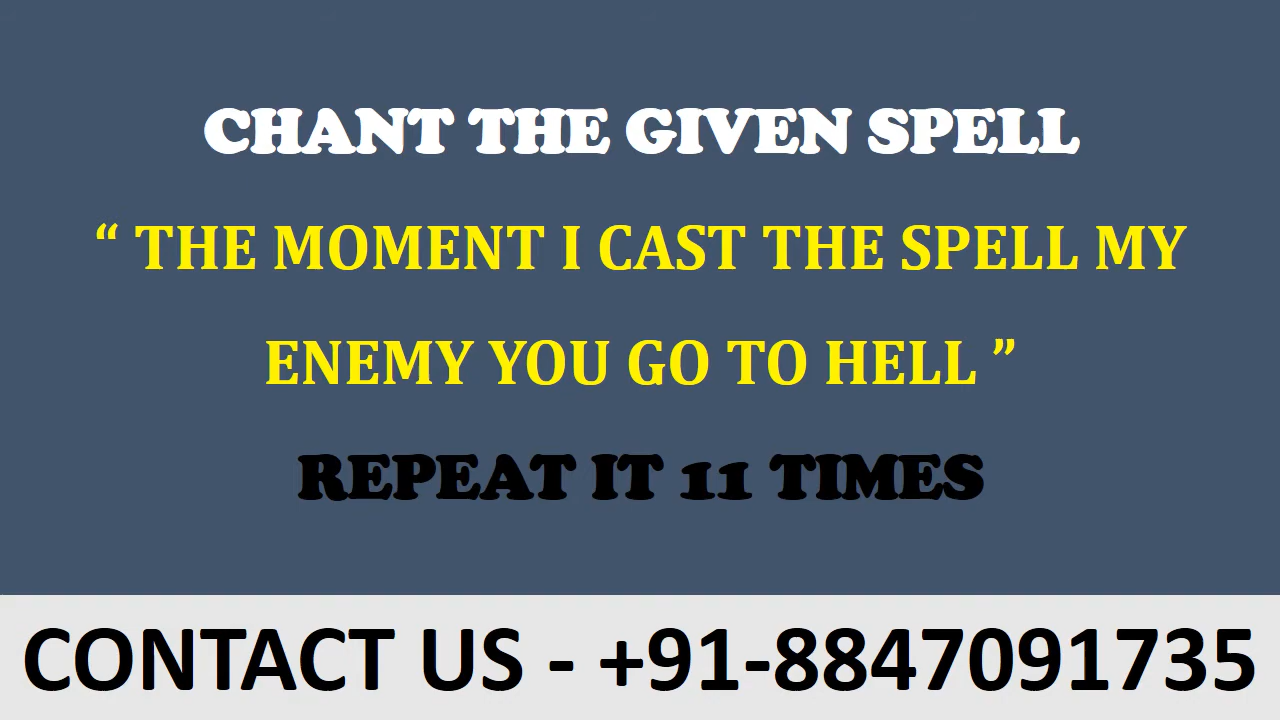 CHANT THE GIVEN SPELL
“ THE MOMENT I CAST THE SPELL MY
ENEMY YOU GO TO HELL ”
REPEAT IT 11 TIMES
CONTACT US - +91-8847091735